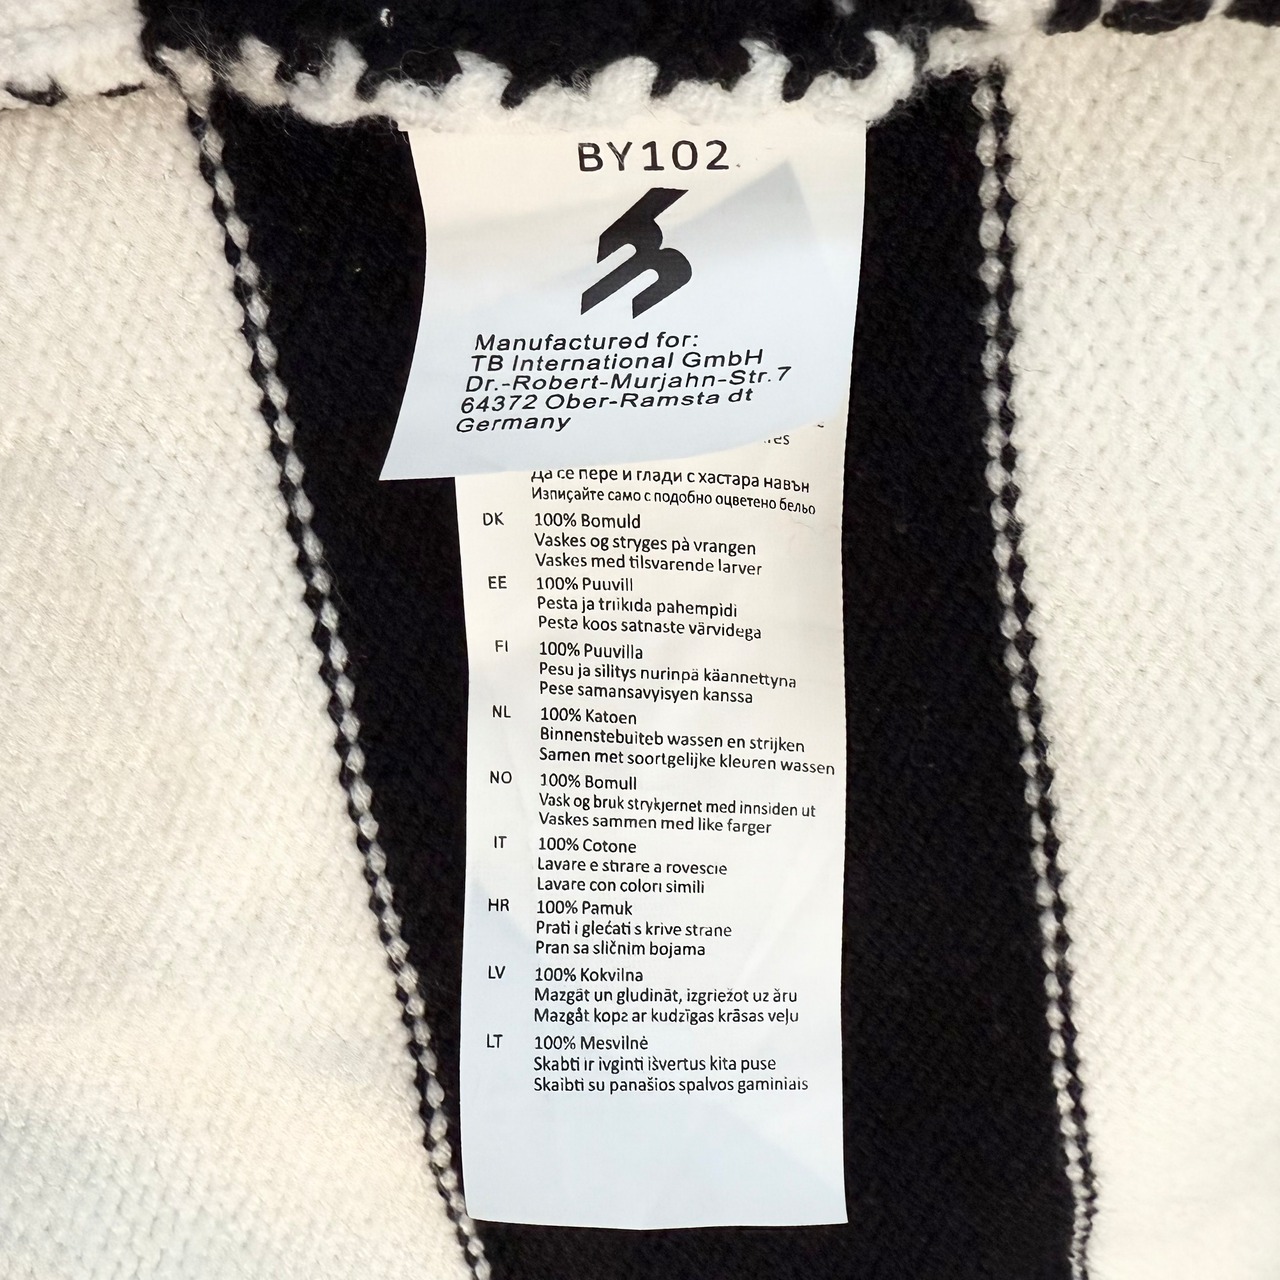 BY102
Manufactured for:
TB International GmbH
Dr.-Robert-Murjahn-Str. 7
64372 Ober-Ramsta dt
Germany
Да се пере и глади с хастара навън
Изписайте само с подобно оцветено бельо
DK 100% Bomuld
Vaskes og stryges på vrangen
Vaskes med tilsvarende larver
EE 100% Puuvill
Pesta ja triikida pahempidi
Pesta koos satnaste värvidega
FI 100% Puuvilla
Pesu ja silitys nurinpä käannettyna
Pese samansavyisyen kanssa
NL 100% Katoen
Binnenstebuiteb wassen en strijken
Samen met soortgelijke kleuren wassen
NO 100% Bomull
Vask og bruk strykjernet med innsiden ut
Vaskes sammen med like farger
IT 100% Cotone
Lavare e strare a rovescie
Lavare con colori simili
HR 100% Pamuk
Prati i glećati s krive strane
Pran sa sličnim bojama
LV 100% Kokvilna
Mazgāt un gludināt, izgriežot uz āru
Mazgåt kopa ar kudzīgas krāsas veļu
LT 100% Mesvilnė
Skabti ir ivginti išvertus kita puse
Skaibti su panašios spalvos gaminiais